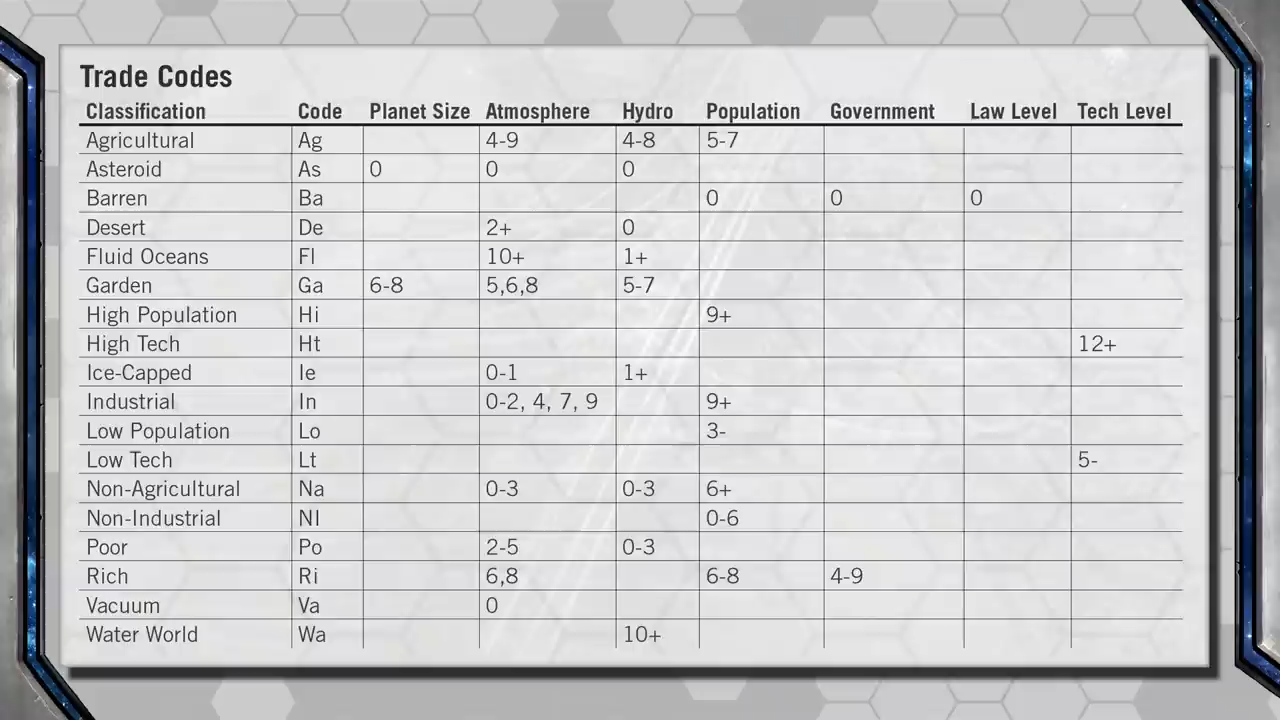 Trade Codes
Classification Code Planet Size Atmosphere Hydro Population Government Law Level Tech Level
Agricultural Ag 4-9 4-8 5-7
Asteroid As 0 0 0
Barren Ba 0 0 0
Desert De 2+ 0
Fluid Oceans Fl 10+ 1+
Garden Ga 6-8 5,6,8 5-7
High Population Hi 9+
High Tech Ht 12+
Ice-Capped Ie 0-1 1+
Industrial In 0-2, 4, 7, 9 9+
Low Population Lo 3-
Low Tech Lt 5-
Non-Agricultural Na 0-3 0-3 6+
Non-Industrial NI 0-6
Poor Po 2-5 0-3
Rich Ri 6,8 6-8 4-9
Vacuum Va 0
Water World Wa 10+